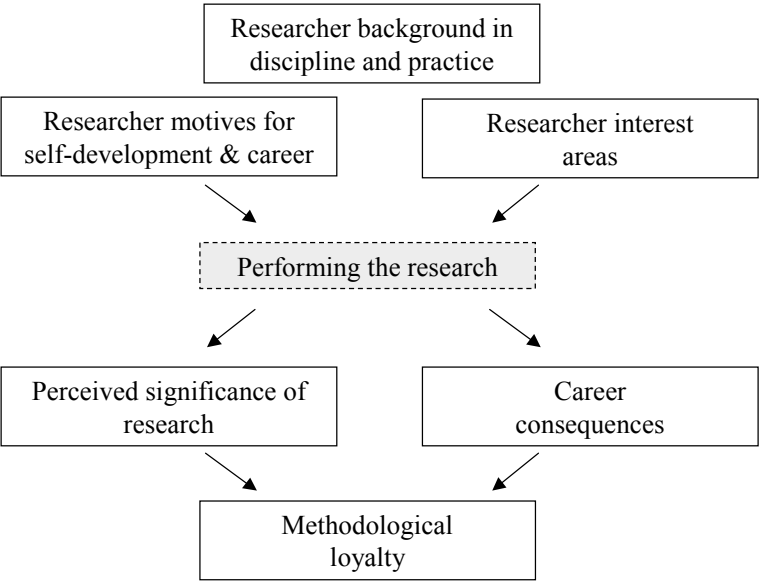 Researcher background in
discipline and practice
Researcher motives for
self-development & career
Researcher interest
areas
Performing the research
Perceived significance of
research
Career
consequences
Methodological
loyalty